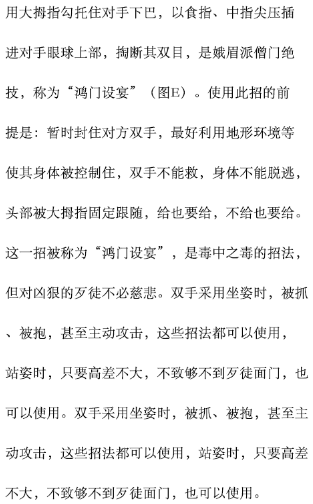 用大拇指勾托住对手下巴，以食指、中指尖压插
进对手眼球上部，掏断其双目，是娥眉派僧门绝
技，称为“鸿门设宴”（图E）。使用此招的前
提是：暂时封住对方双手，最好利用地形环境等
使其身体被控制住，双手不能救，身体不能脱逃，
头部被大拇指固定跟随，给也要给，不给也要给。
这一招被称为“鸿门设宴”，是毒中之毒的招法，
但对凶狠的歹徒不必慈悲。双手采用坐姿时，被抓
、被抱，甚至主动攻击，这些招法都可以使用，
站姿时，只要高差不大，不致够不到歹徒面门，也
可以使用。双手采用坐姿时，被抓、被抱，甚至主
动攻击，这些招法都可以使用，站姿时，只要高差
不大，不致够不到歹徒面门，也可以使用。